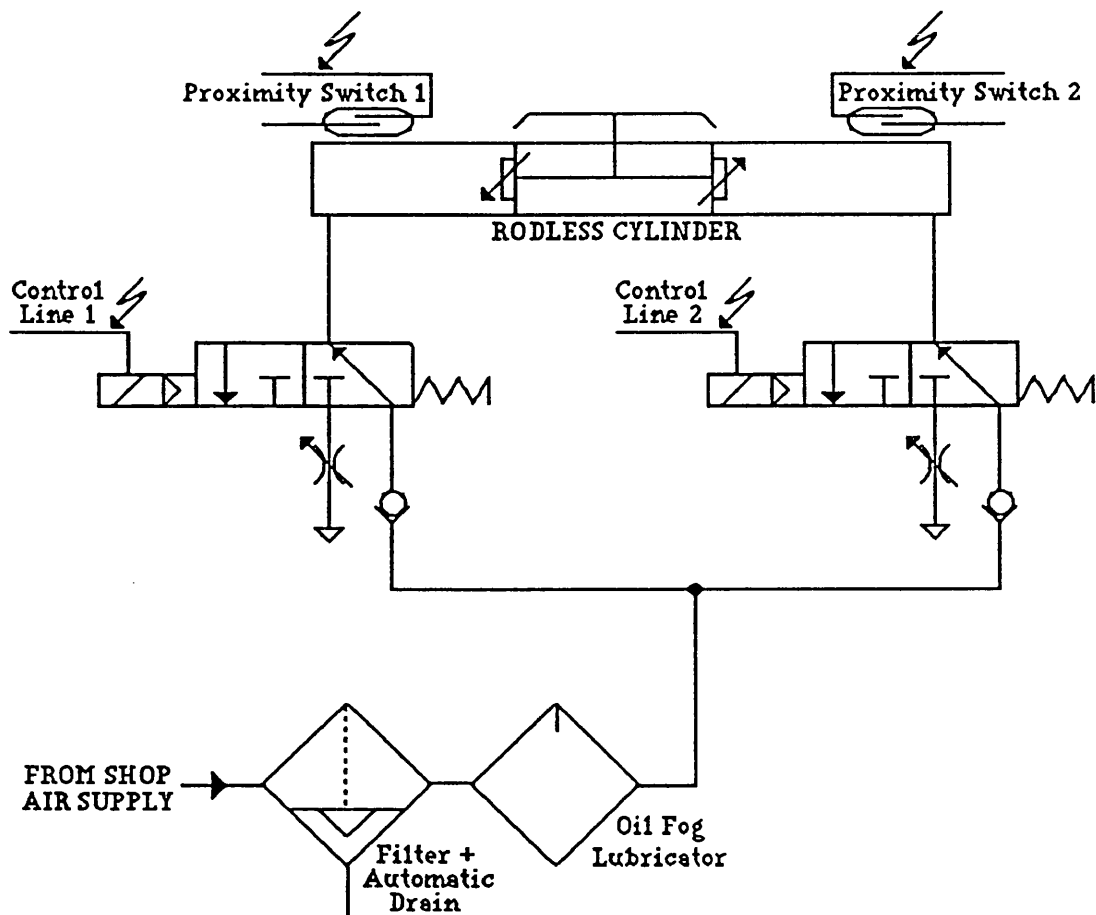 Proximity Switch 1
Proximity Switch 2
RODLESS CYLINDER
Control
Line 1
Control
Line 2
FROM SHOP
AIR SUPPLY
Filter +
Automatic
Drain
Oil Fog
Lubricator